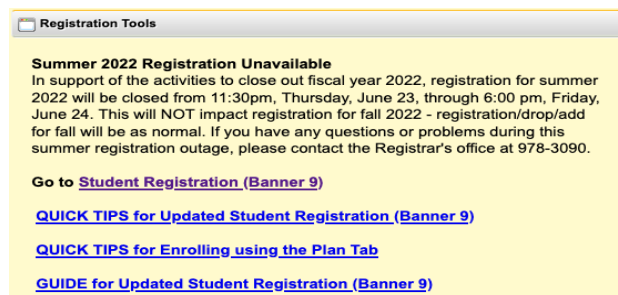 Registration Tools
Summer 2022 Registration Unavailable
In support of the activities to close out fiscal year 2022, registration for summer
2022 will be closed from 11:30pm, Thursday, June 23, through 6:00 pm, Friday,
June 24. This will NOT impact registration for fall 2022 - registration/drop/add
for fall will be as normal. If you have any questions or problems during this
summer registration outage, please contact the Registrar's office at 978-3090.
Go to Student Registration (Banner 9)
QUICK TIPS for Updated Student Registration (Banner 9)
QUICK TIPS for Enrolling using the Plan Tab
GUIDE for Updated Student Registration (Banner 9)